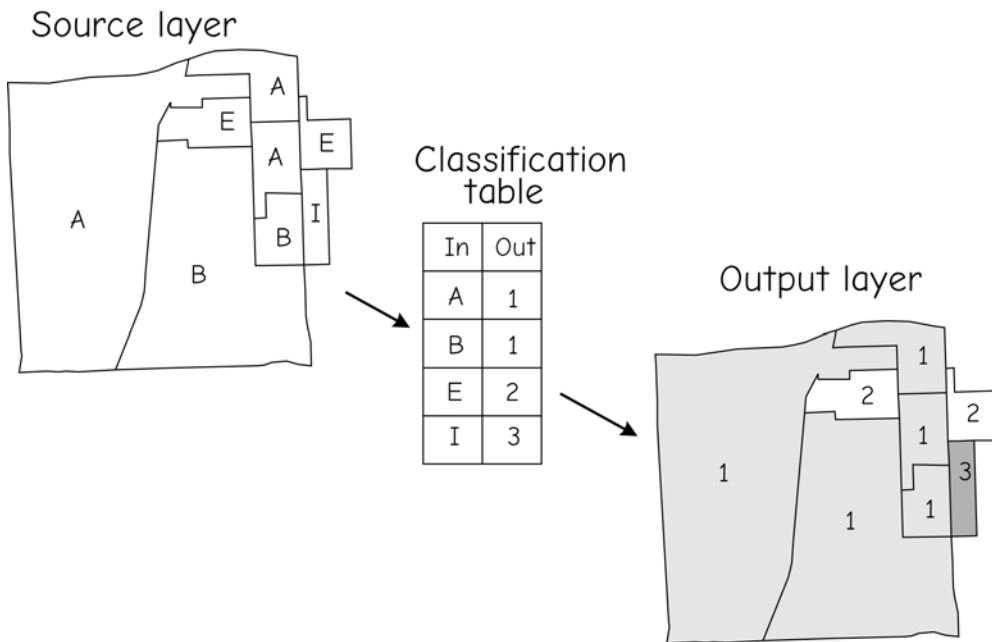 Source layer
A
E
E
A
A
I
B
B
Classification
table
In Out
A 1
B 1
E 2
I 3
Output layer
1
2
2
1
1
3
1
1